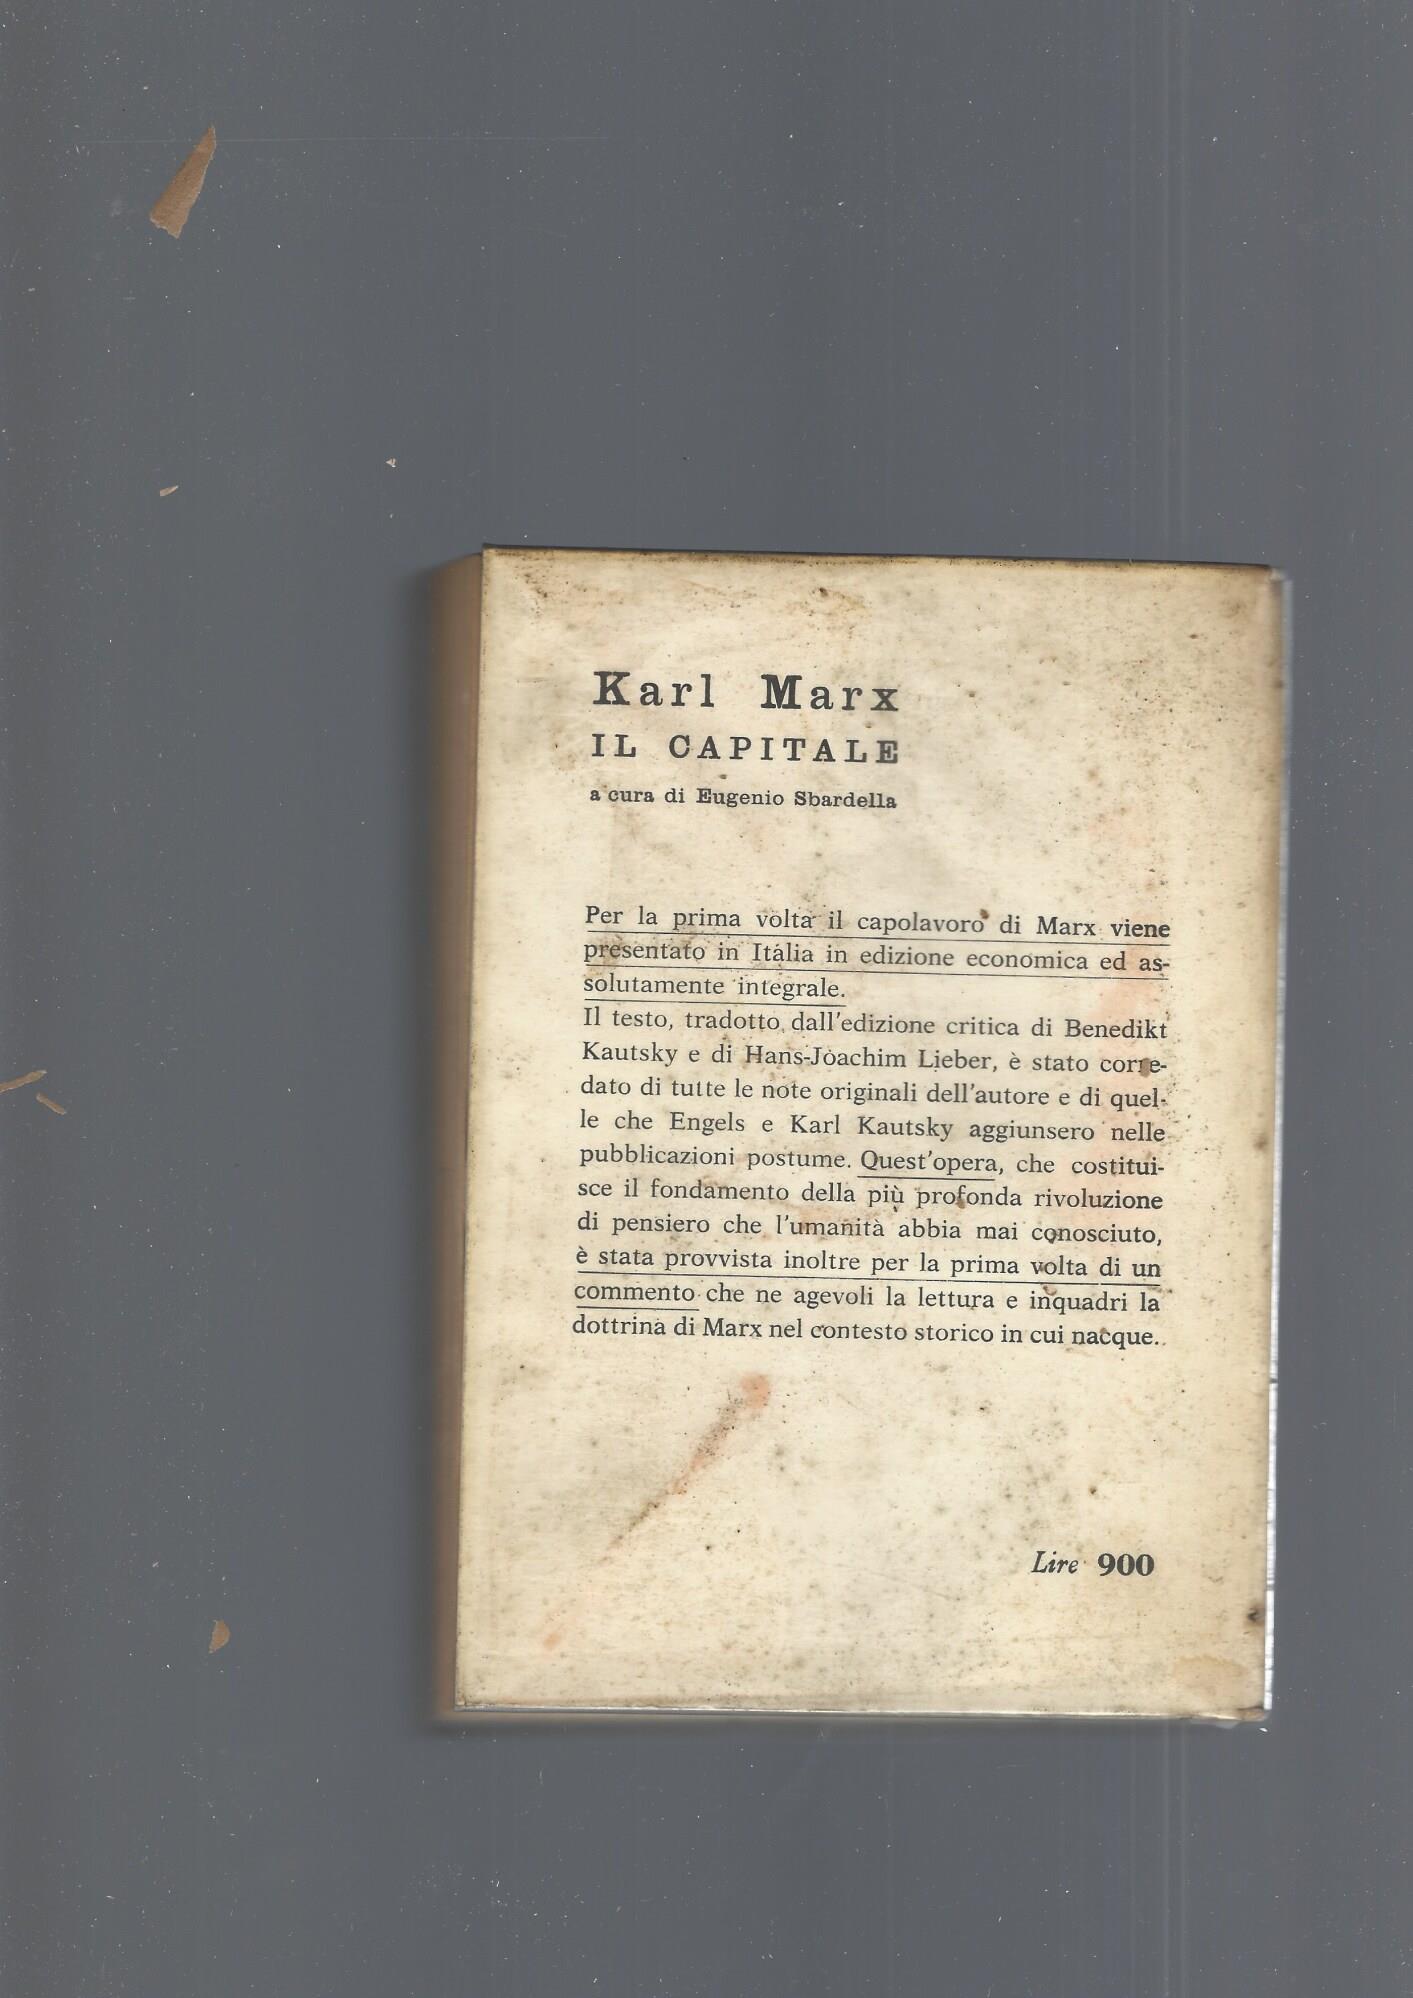 Karl Marx
IL CAPITALE
a cura di Eugenio Sbardella
Per la prima volta il capolavoro di Marx viene
presentato in Italia in edizione economica ed as-
solutamente integrale.
Il testo, tradotto dall'edizione critica di Benedikt
Kautsky e di Hans-Joachim Lieber, è stato corre-
dato di tutte le note originali dell'autore e di quel-
le che Engels e Karl Kautsky aggiunsero nelle
pubblicazioni postume. Quest'opera, che costitui-
sce il fondamento della più profonda rivoluzione
di pensiero che l'umanità abbia mai conosciuto,
è stata provvista inoltre per la prima volta di un
commento che ne agevoli la lettura e inquadri la
dottrina di Marx nel contesto storico in cui nacque.
Lire 900